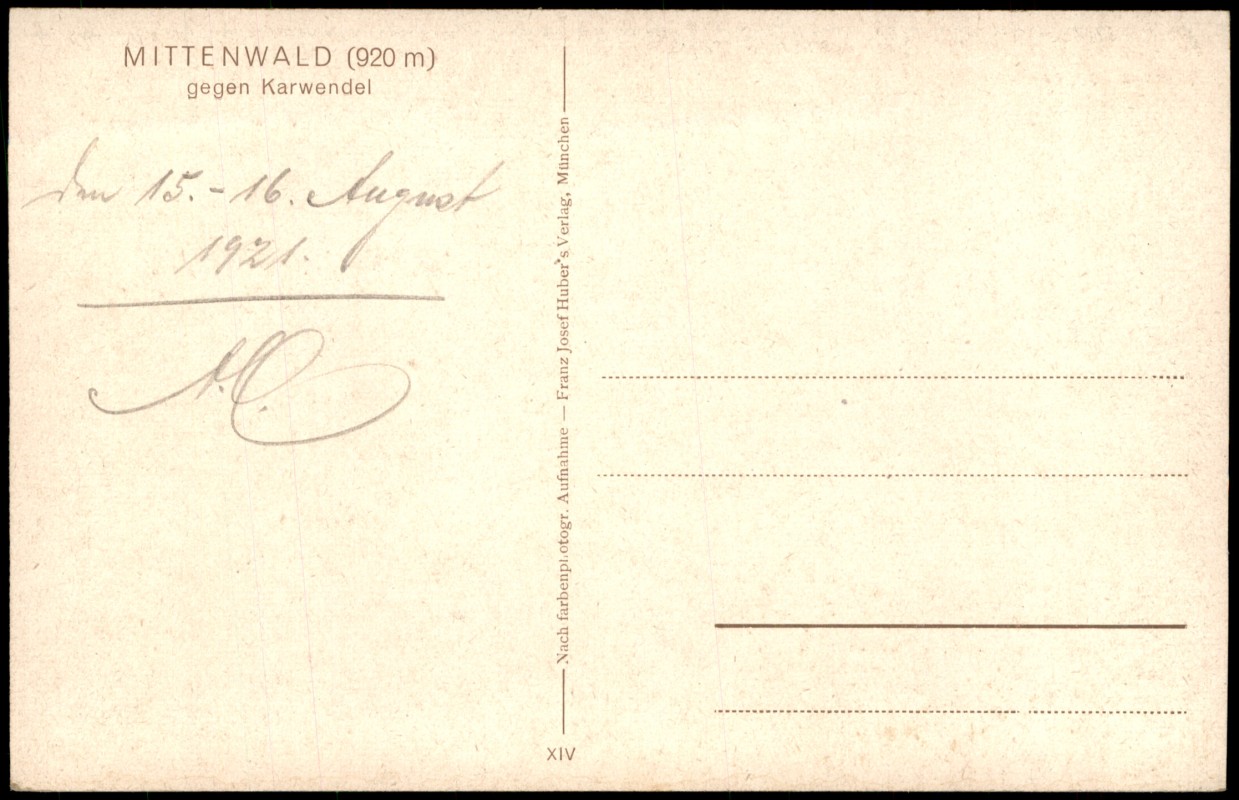 MITTENWALD (920 m)
gegen Karwendel
den 15.-16. August
1921.
A.C.
Nach farbenphotogr. Aufnahme — Franz Josef Huber's Verlag, München
XIV